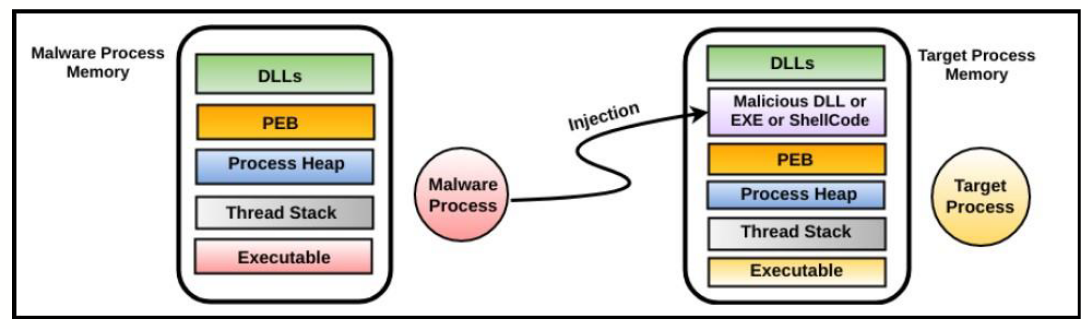 Malware Process
Memory
DLLs
PEB
Process Heap
Thread Stack
Executable
Malware
Process
Injection
DLLs
Malicious DLL or
EXE or ShellCode
PEB
Process Heap
Thread Stack
Executable
Target Process
Memory
Target
Process